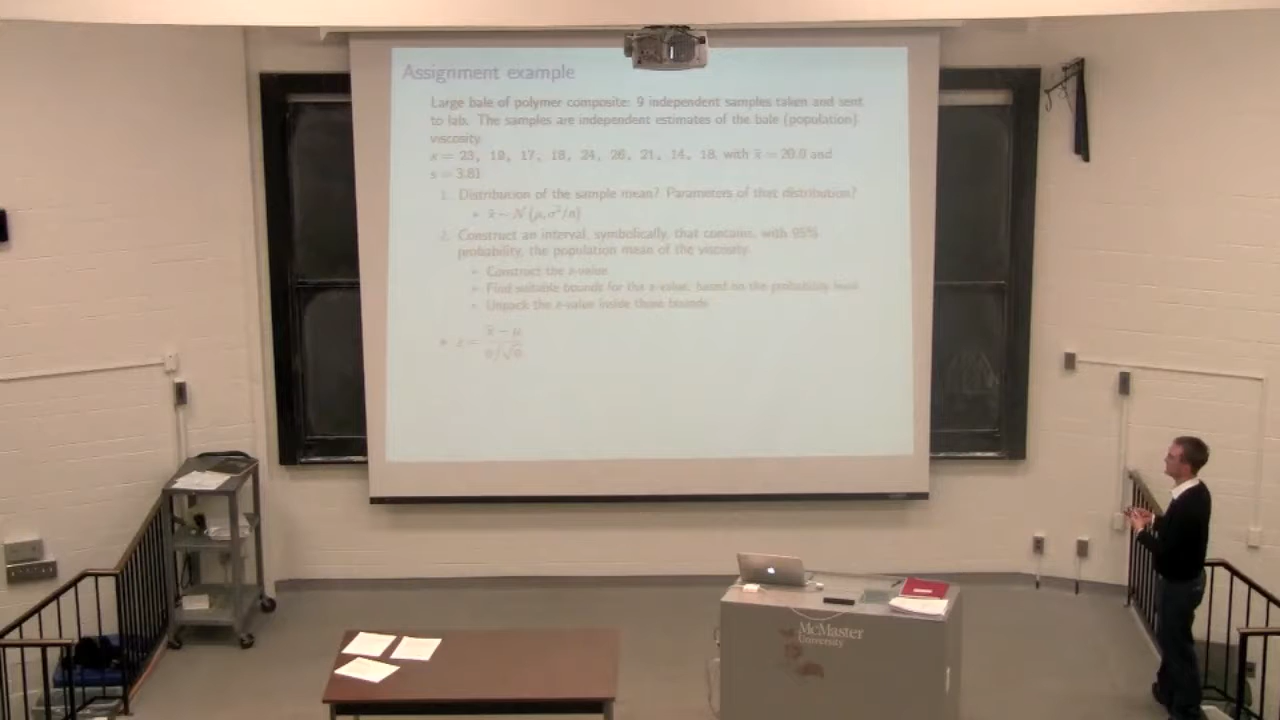 Assignment example
Large bale of polymer composite: 9 independent samples taken and sent
to lab. The samples are independent estimates of the bale (population)
viscosity.
x = 23, 19, 17, 18, 24, 26, 21, 14, 18, with x̄ = 20.0 and
s = 3.81
1. Distribution of the sample mean? Parameters of that distribution?
• x̄ ∼ N (μ, σ²/n)
2. Construct an interval, symbolically, that contains, with 95%
probability, the population mean of the viscosity.
• Construct the z-value
• Find suitable bounds for the z-value, based on the probability level
• Unpack the z-value inside those bounds
• z = (x̄ − μ) / (σ/√n)
McMaster
University